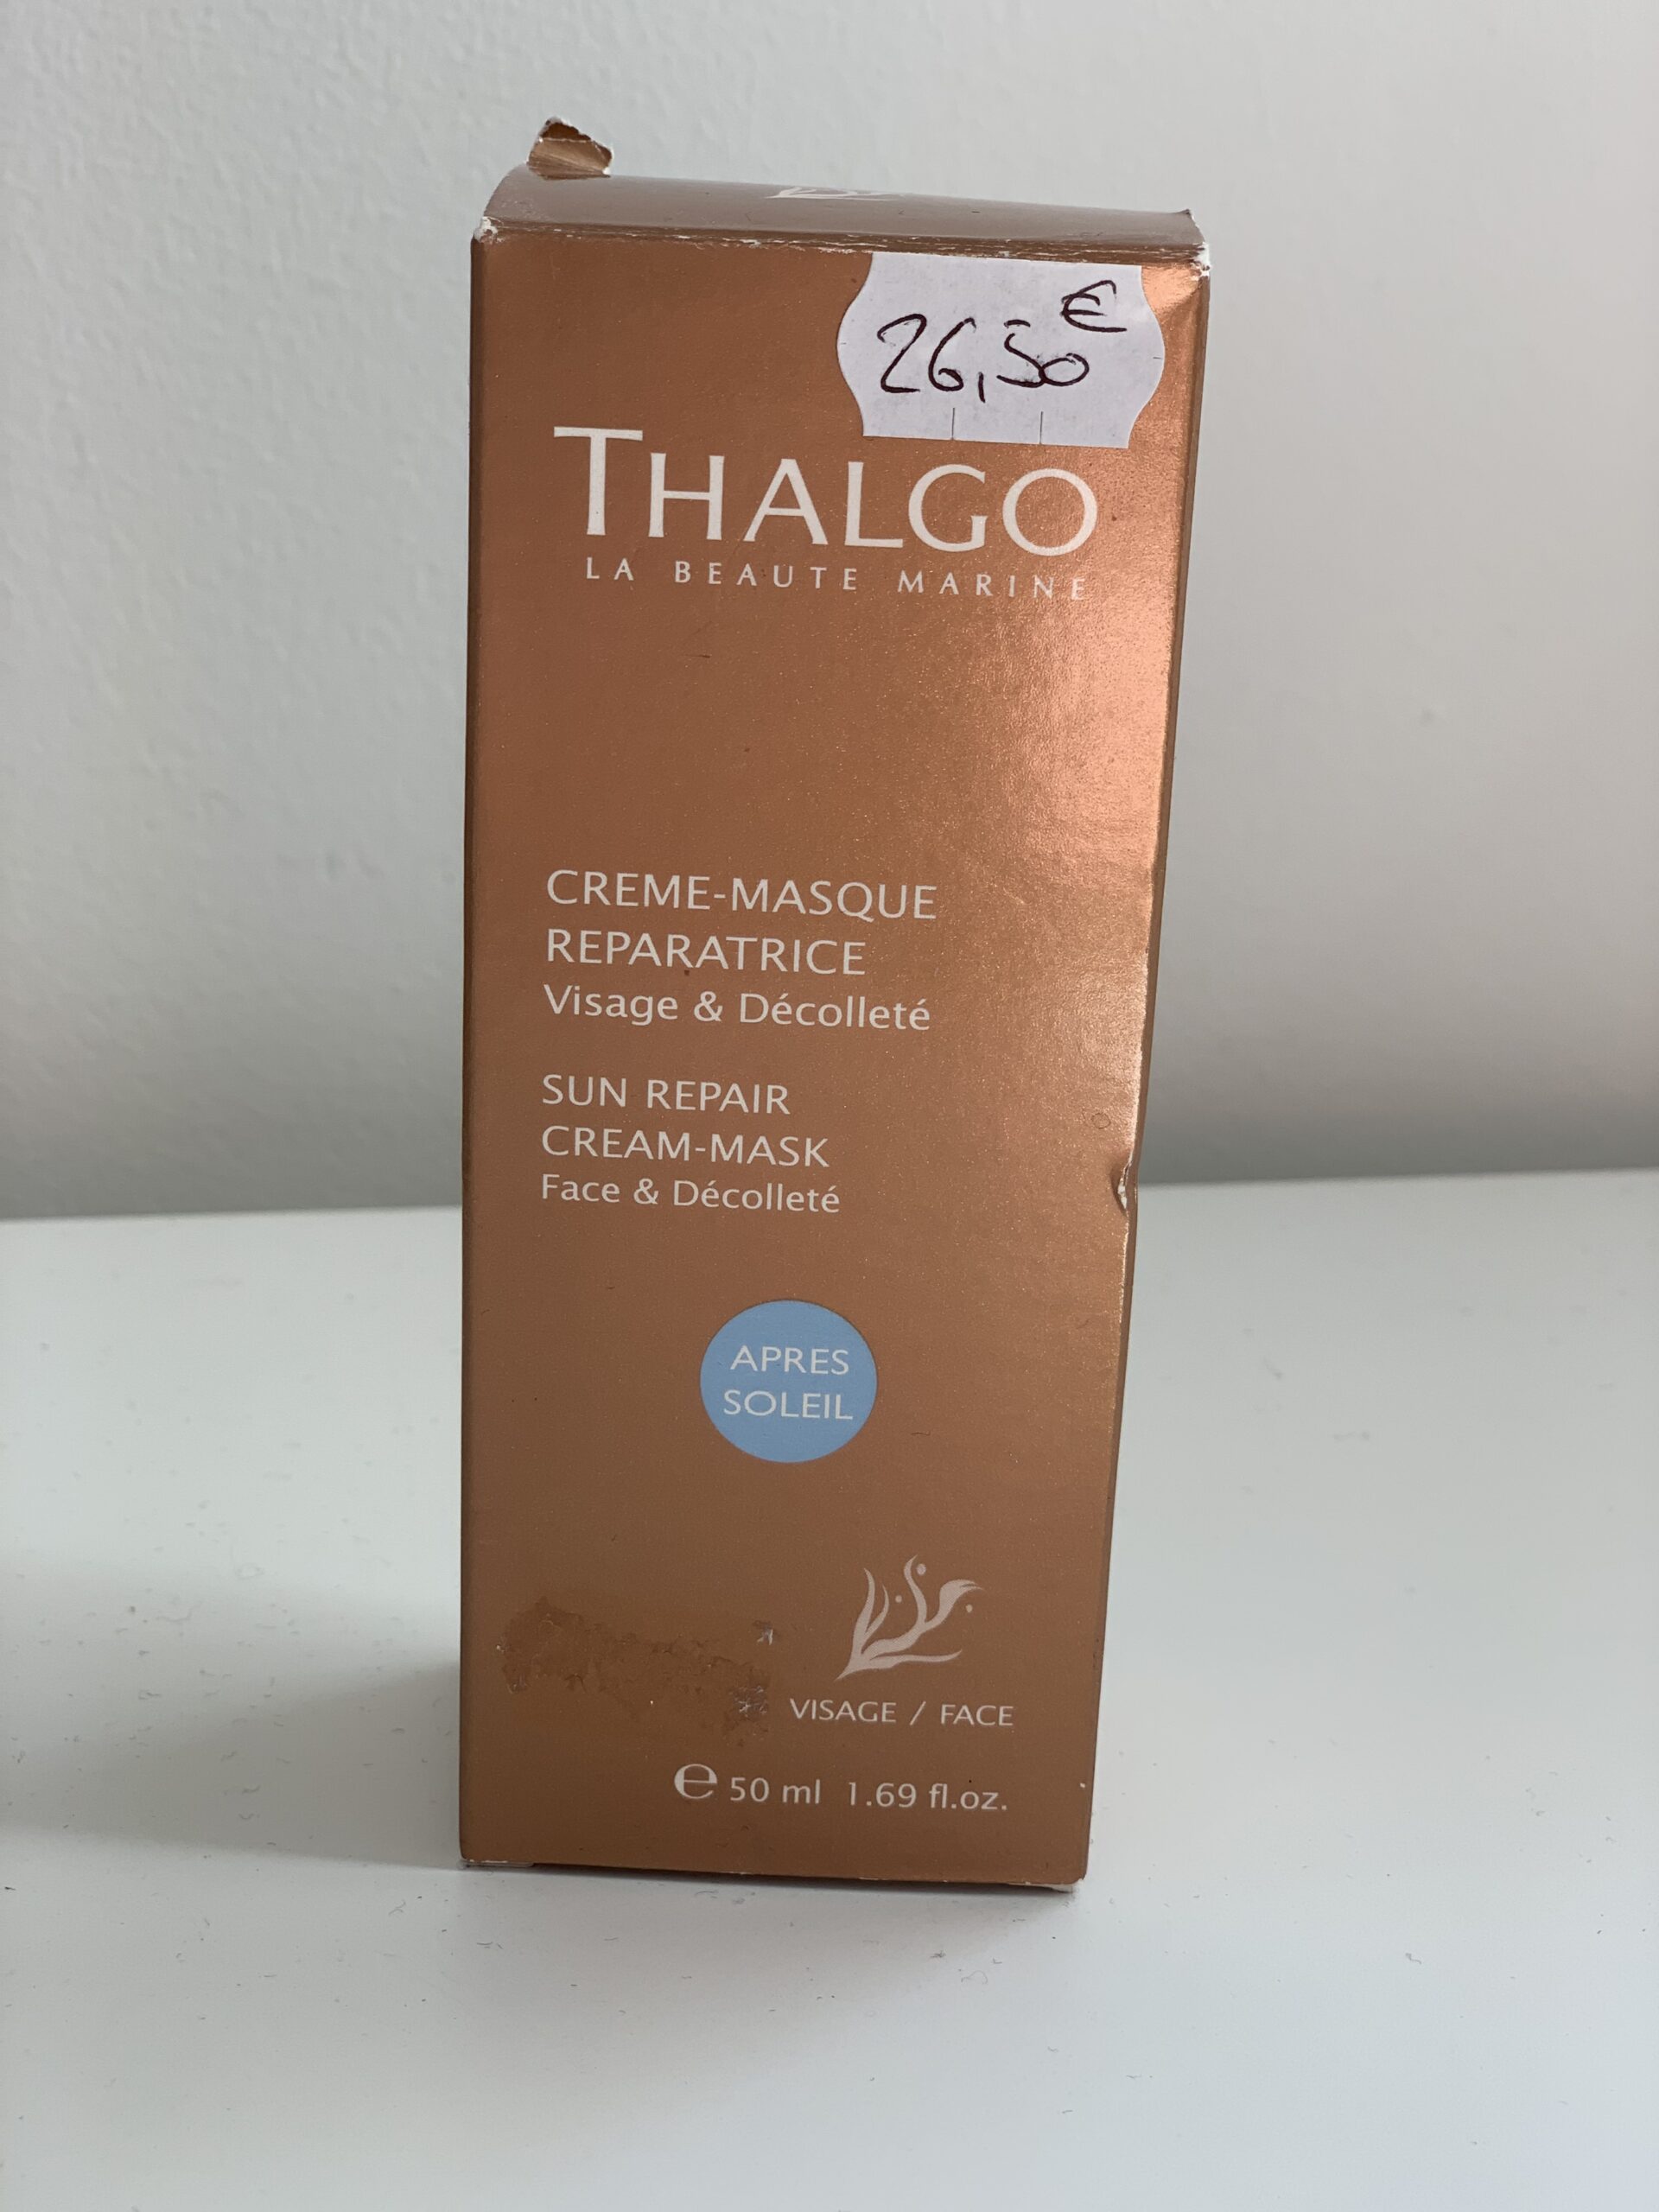 26,50€
THALGO
LA BEAUTE MARINE
CREME-MASQUE
REPARATRICE
Visage & Décolleté
SUN REPAIR
CREAM-MASK
Face & Décolleté
APRES
SOLEIL
VISAGE / FACE
℮ 50 ml 1.69 fl.oz.